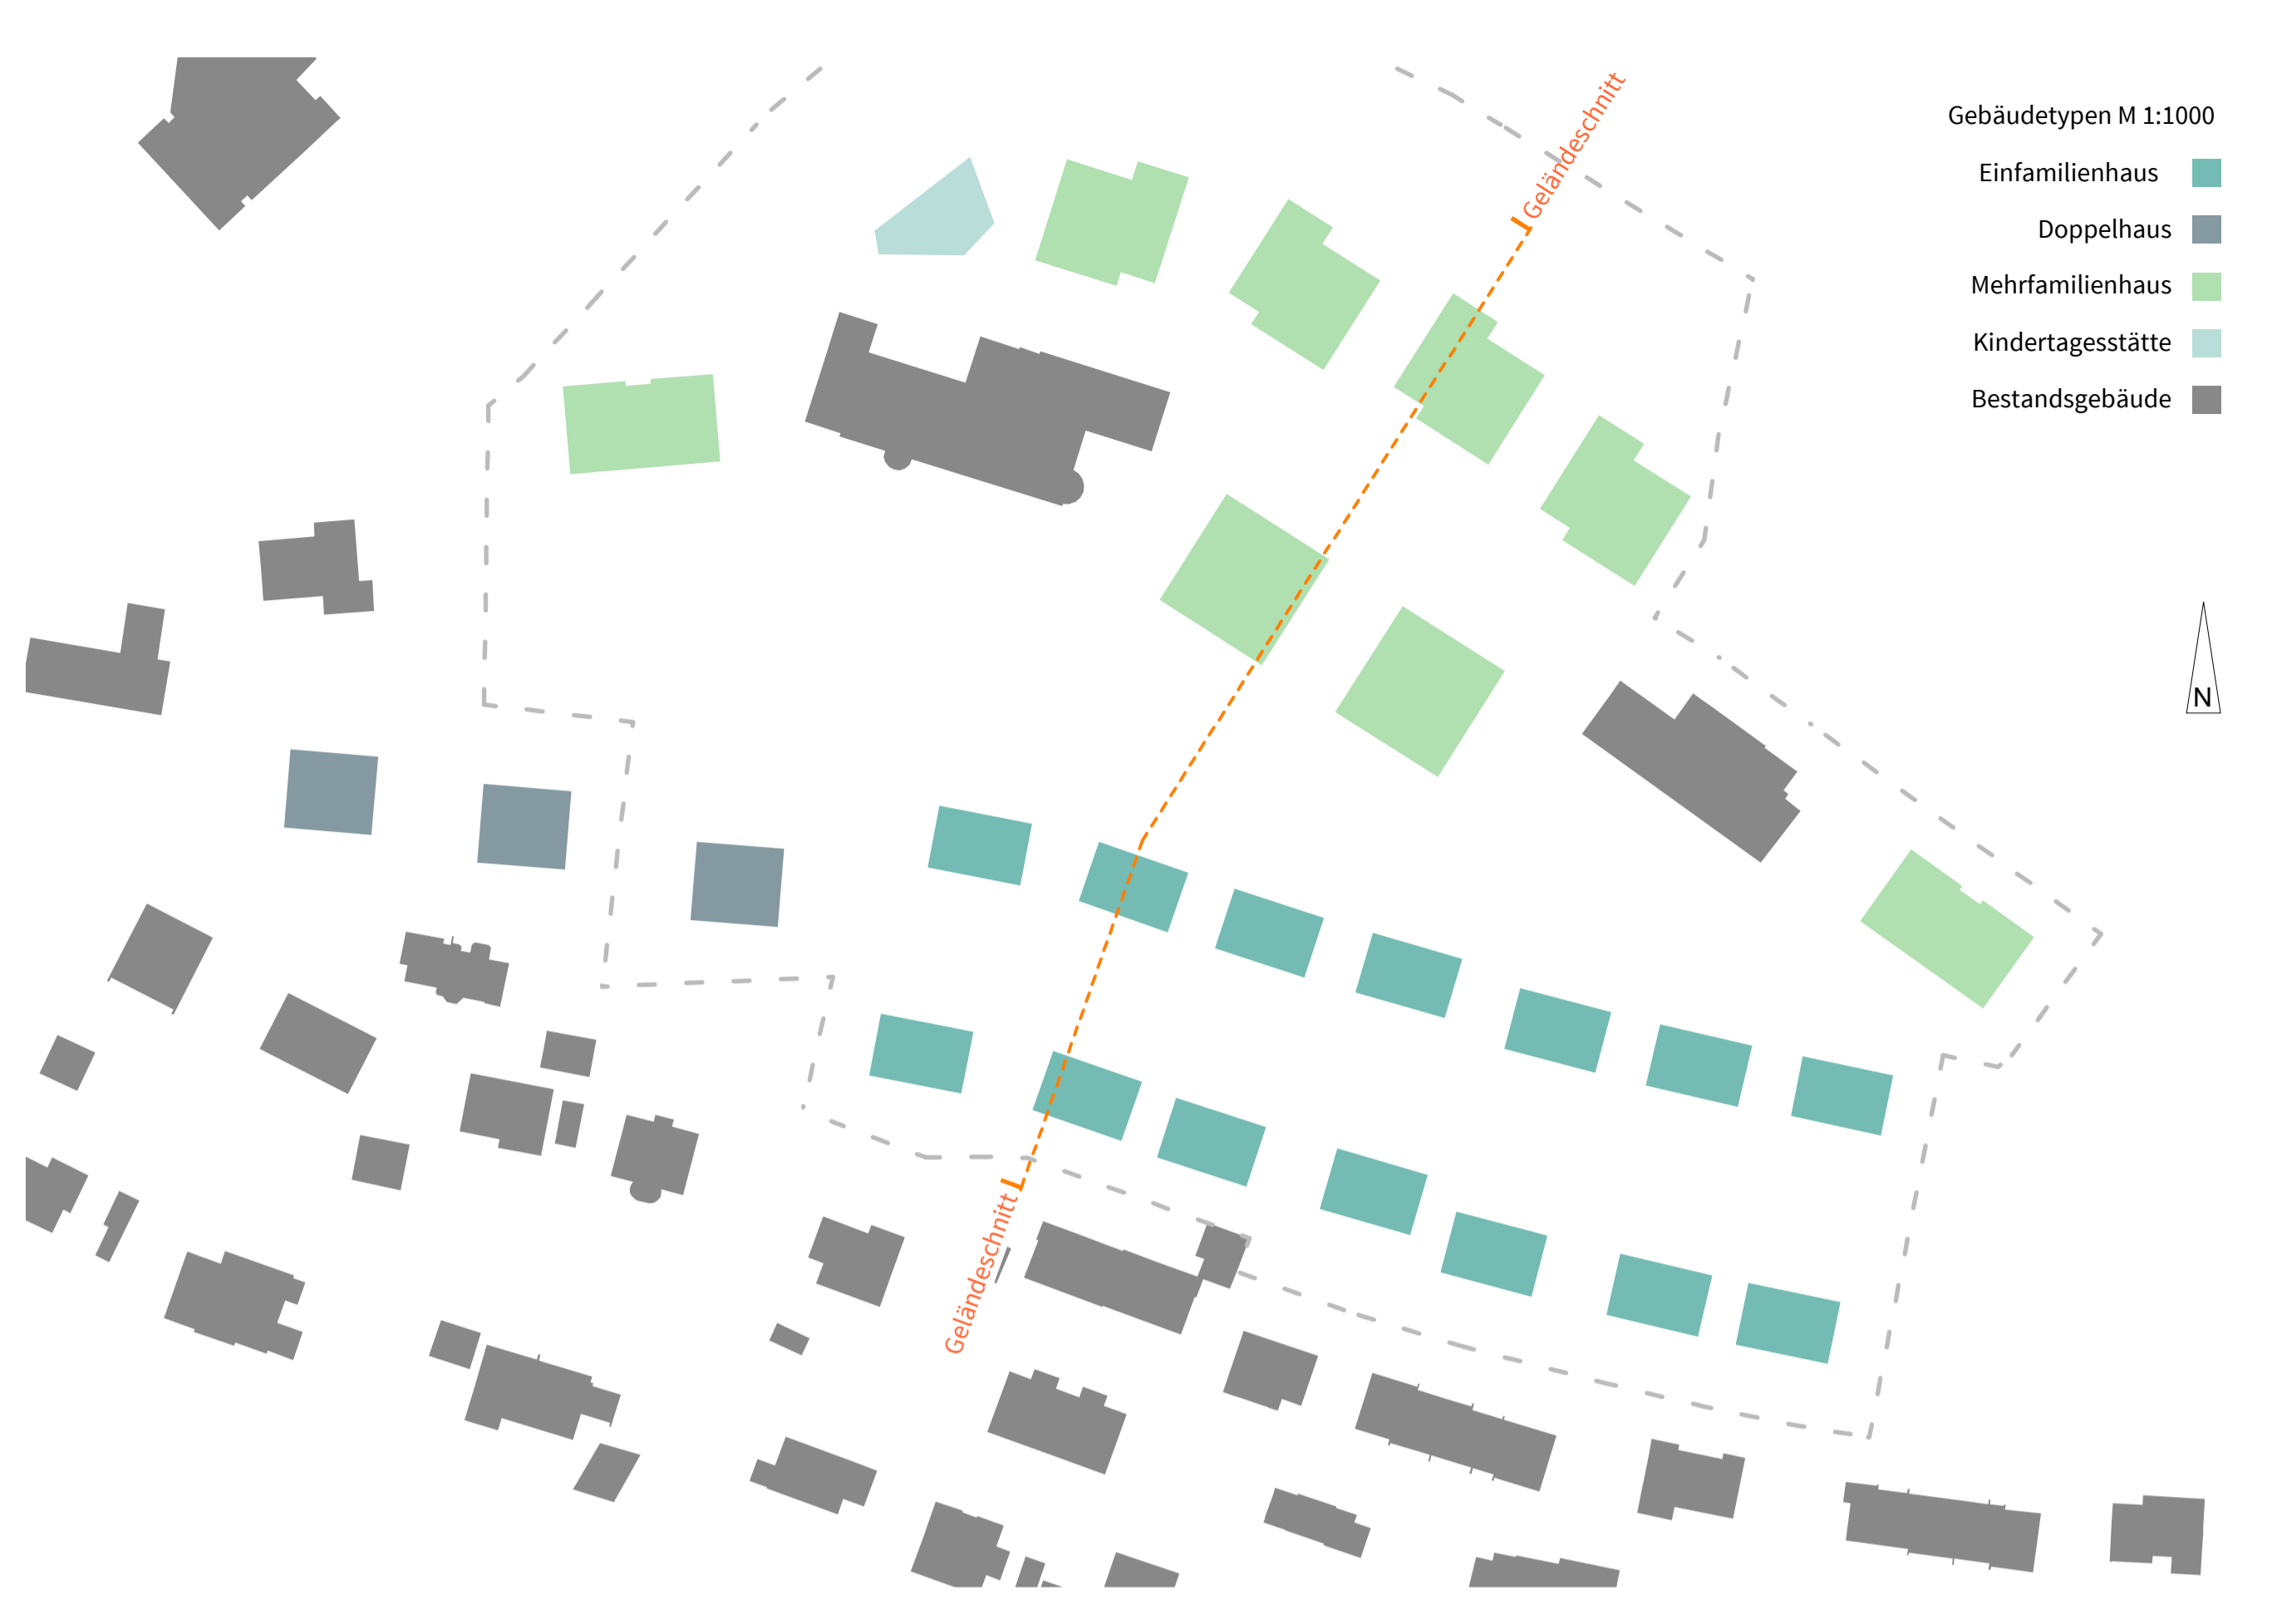 Geländeschnitt
Gebäudetypen M 1:1000
Einfamilienhaus
Doppelhaus
Mehrfamilienhaus
Kindertagesstätte
Bestandsgebäude
N
Geländeschnitt